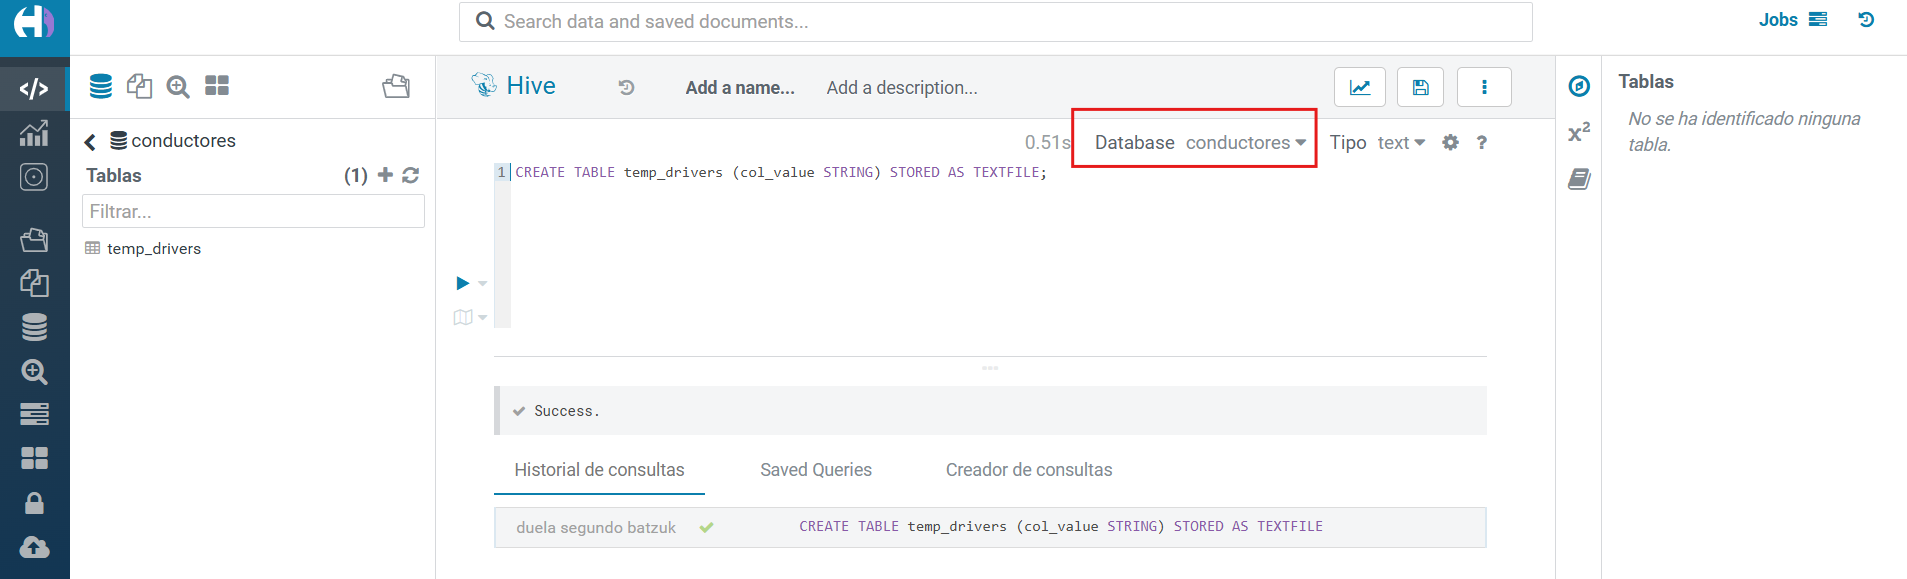 Search data and saved documents...
Jobs
Hive
Add a name...
Add a description...
conductores
Tablas (1)
Filtrar...
temp_drivers
0.51s Database conductores Tipo text ?
1 CREATE TABLE temp_drivers (col_value STRING) STORED AS TEXTFILE;
Success.
Historial de consultas Saved Queries Creador de consultas
duela segundo batzuk CREATE TABLE temp_drivers (col_value STRING) STORED AS TEXTFILE
Tablas
No se ha identificado ninguna
tabla.
x²